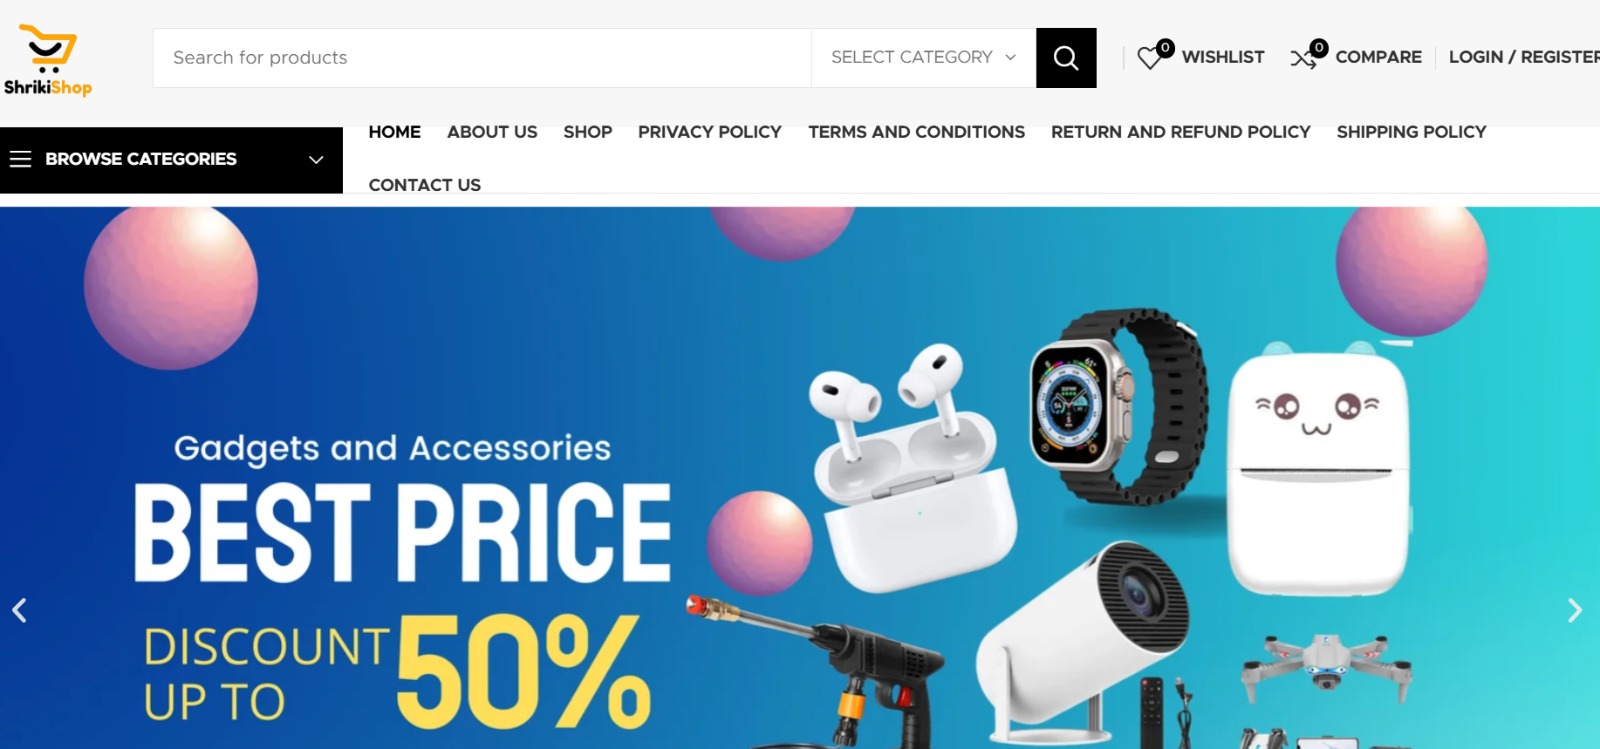 ShrikiShop
Search for products
SELECT CATEGORY
0
WISHLIST
0
COMPARE
LOGIN / REGISTER
BROWSE CATEGORIES
HOME
ABOUT US
SHOP
PRIVACY POLICY
TERMS AND CONDITIONS
RETURN AND REFUND POLICY
SHIPPING POLICY
CONTACT US
Gadgets and Accessories
BEST PRICE
DISCOUNT
UP TO
50%